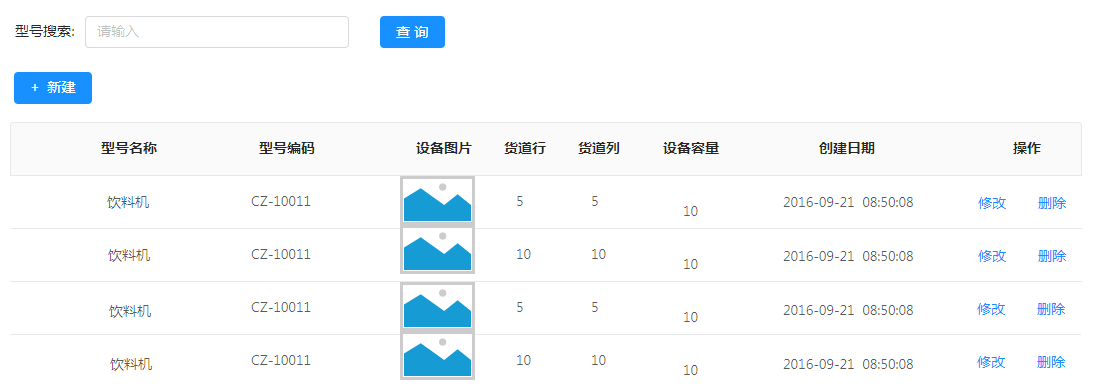 型号搜索: 请输入 查 询
+ 新建
型号名称 型号编码 设备图片 货道行 货道列 设备容量 创建日期 操作
饮料机 CZ-10011 5 5 10 2016-09-21 08:50:08 修改 删除
饮料机 CZ-10011 10 10 10 2016-09-21 08:50:08 修改 删除
饮料机 CZ-10011 5 5 10 2016-09-21 08:50:08 修改 删除
饮料机 CZ-10011 10 10 10 2016-09-21 08:50:08 修改 删除